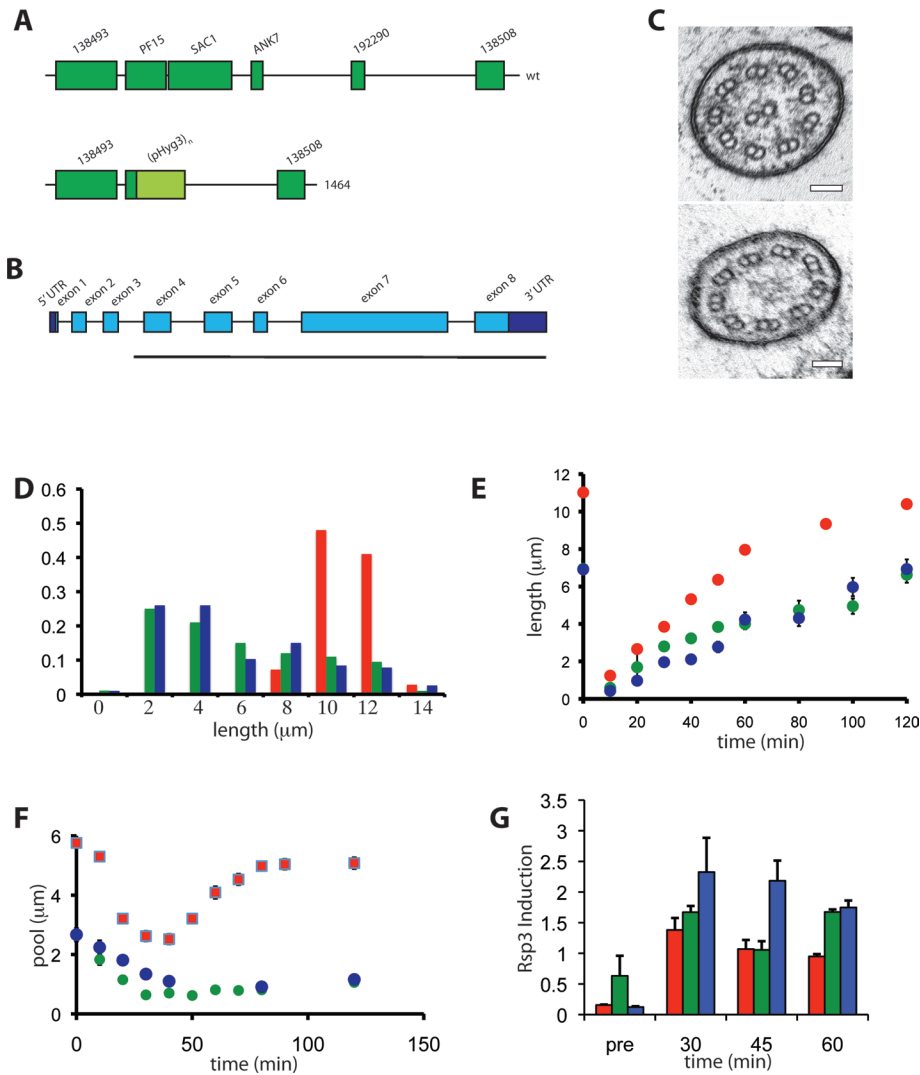 A
138493 PF15 SAC1 ANK7 192290 138508
wt
138493 (pHyg3)n 138508
1464
B
5' UTR exon 1 exon 2 exon 3 exon 4 exon 5 exon 6 exon 7 exon 8 3' UTR
C
D
0.6
0.5
0.4
0.3
0.2
0.1
0
0 2 4 6 8 10 12 14
length (μm)
E
12
10
8
6
4
2
0
length (μm)
0 20 40 60 80 100 120
time (min)
F
6
4
2
0
pool (μm)
0 50 100 150
time (min)
G
3.5
3
2.5
2
1.5
1
0.5
0
Rsp3 Induction
pre 30 45 60
time (min)